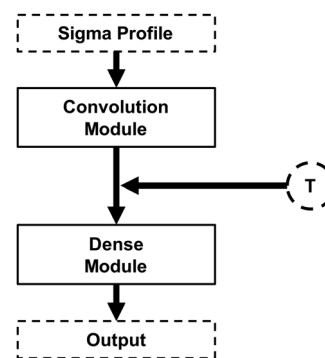 Sigma Profile
Convolution
Module
T
Dense
Module
Output